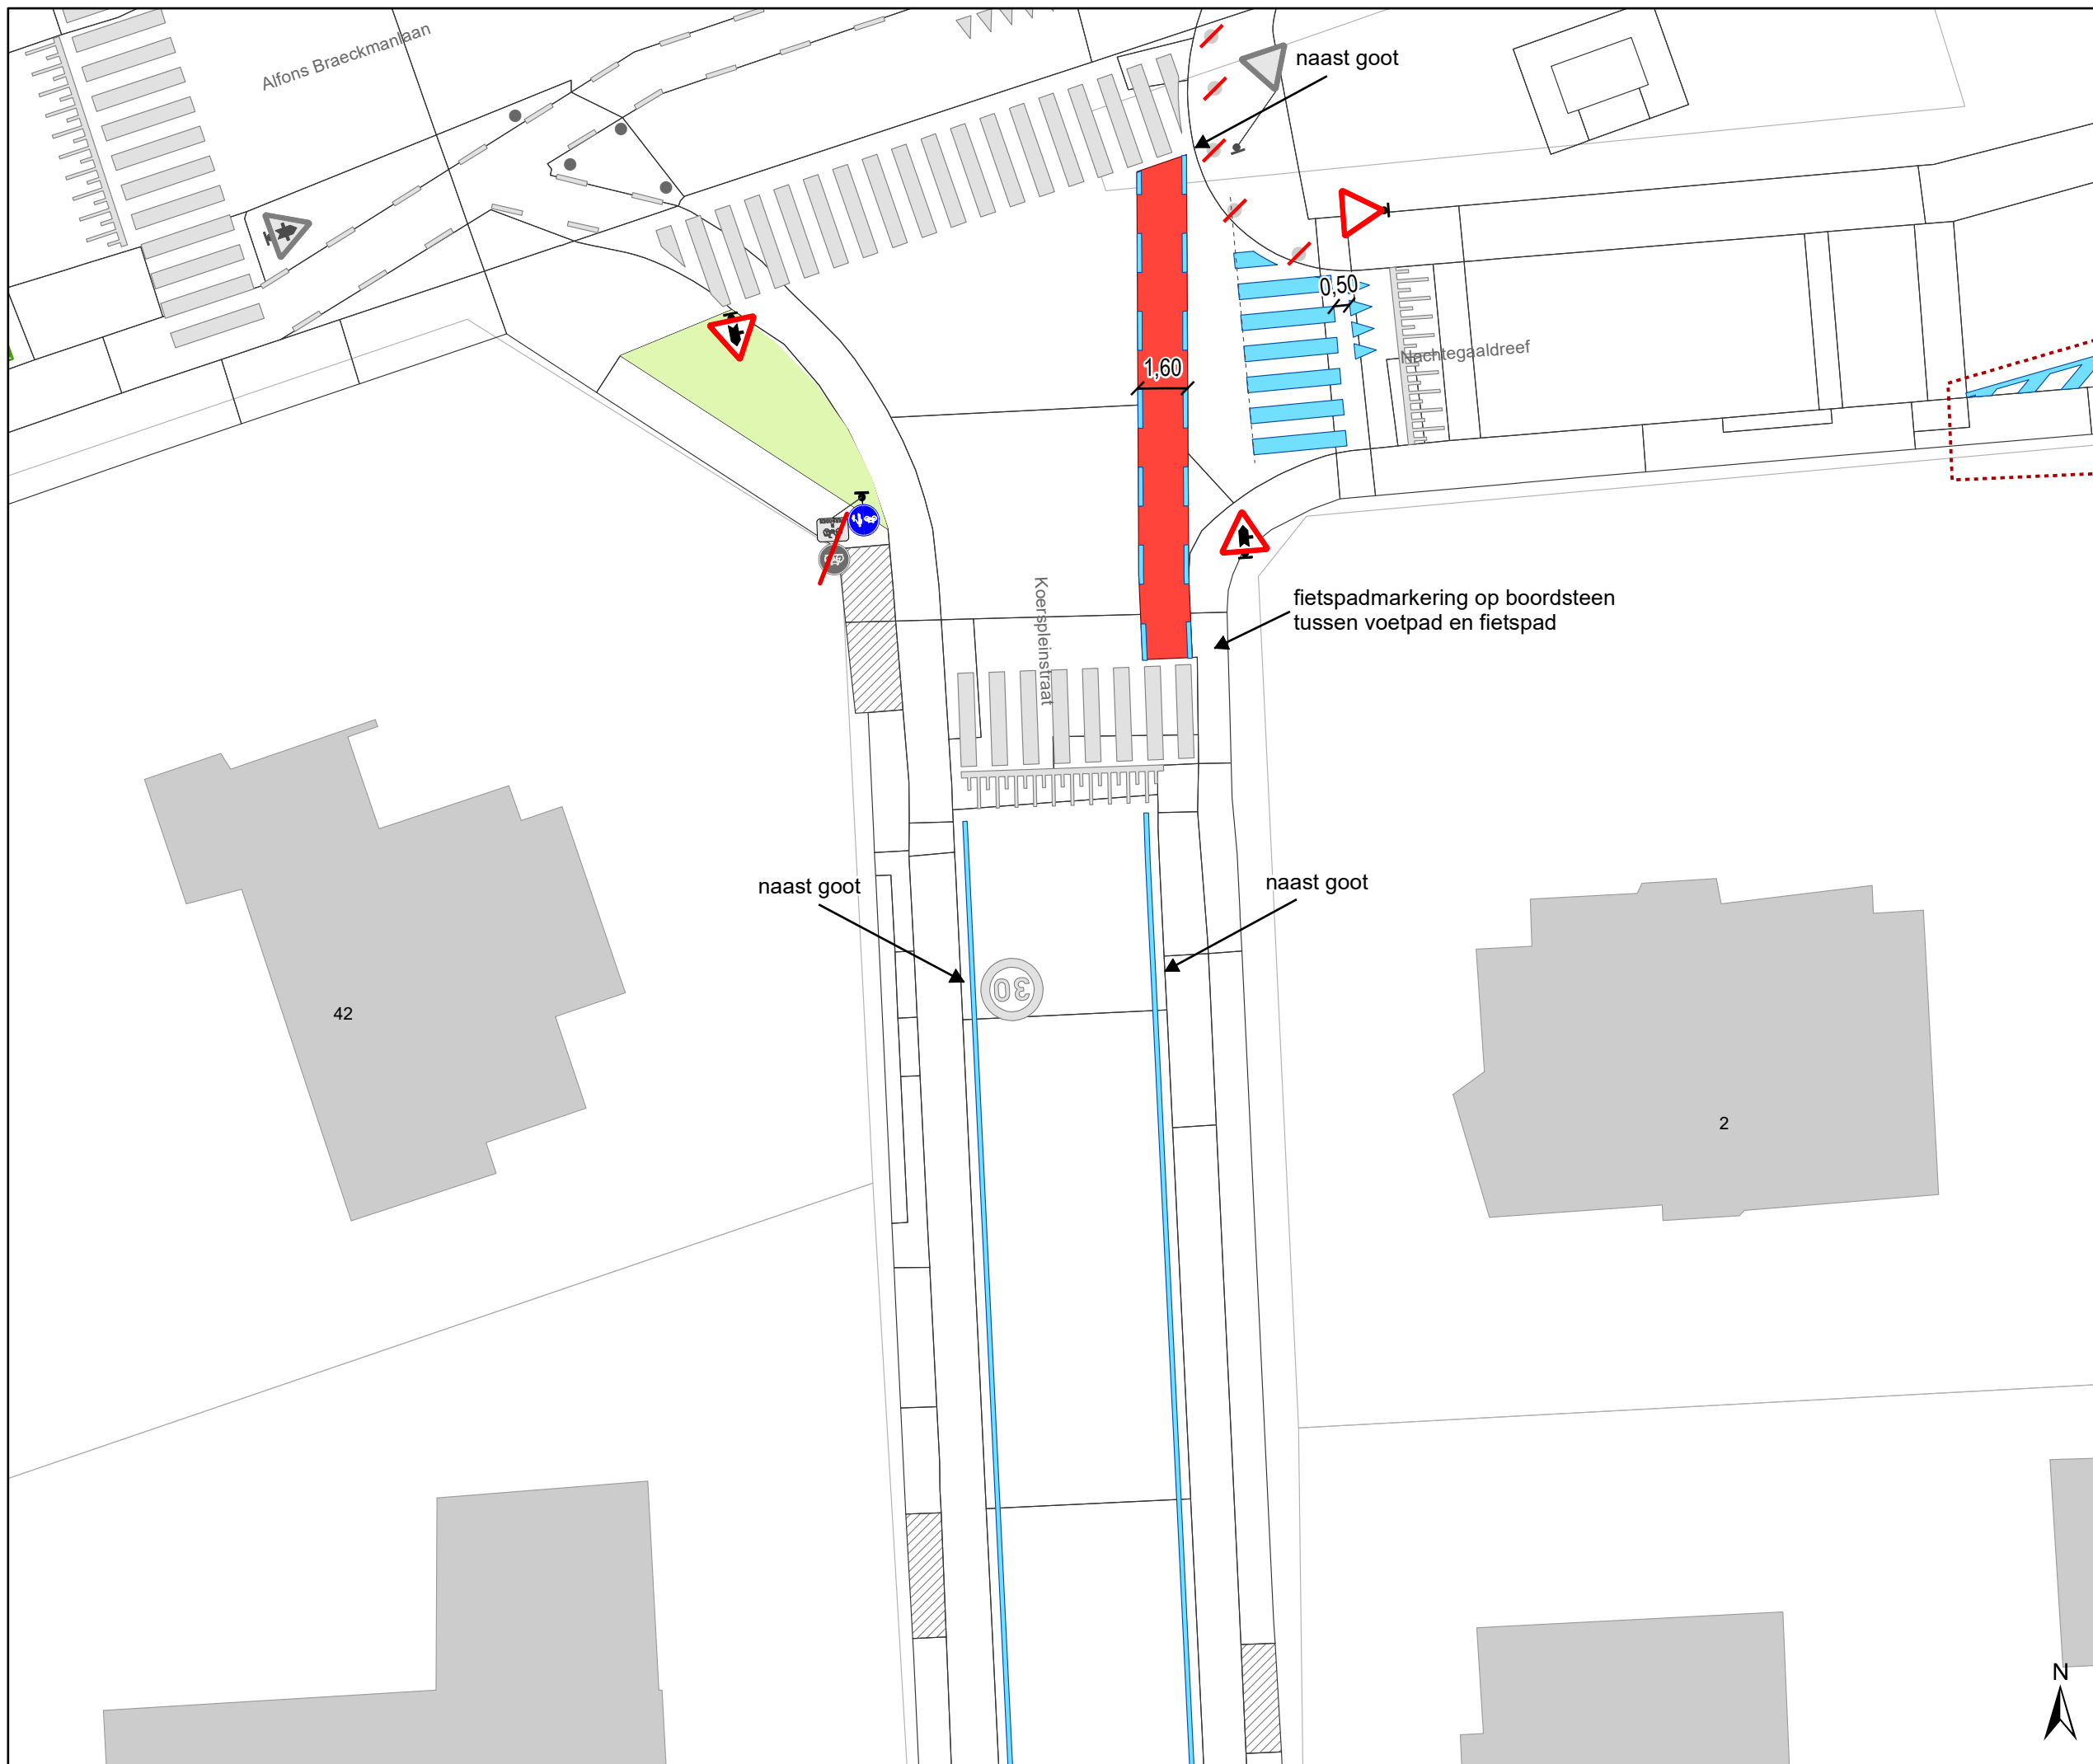 Alfons Braeckmanlaan
naast goot
0,50
Nachtegaaldreef
1,60
Koerspleinstraat
fietspadmarkering op boordsteen
tussen voetpad en fietspad
naast goot
naast goot
30
42
2
N